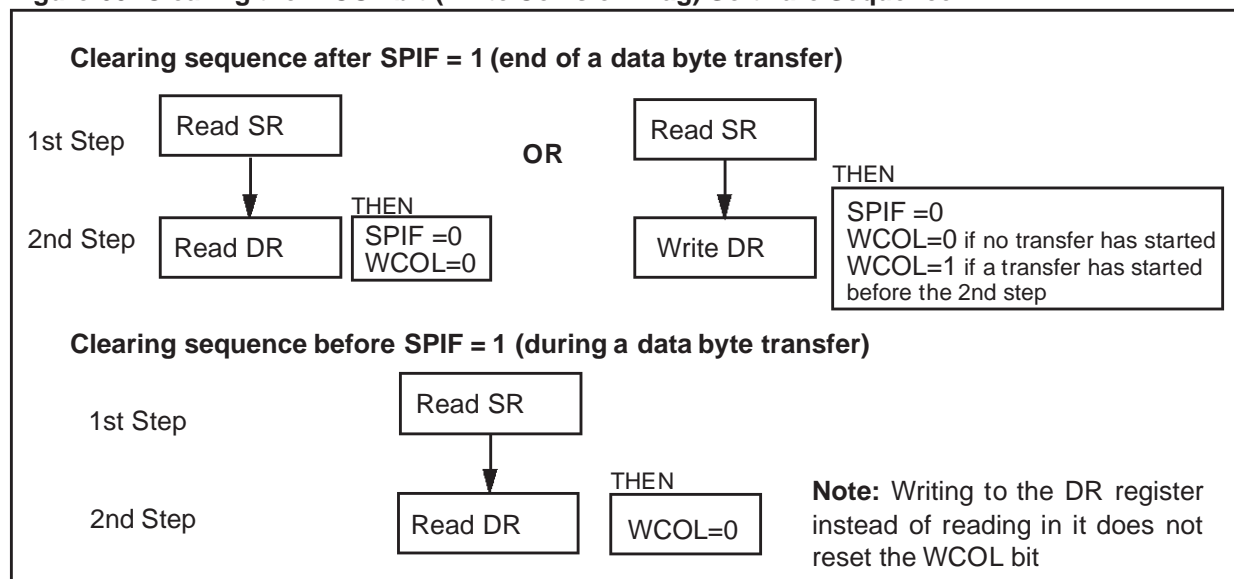 Clearing sequence after SPIF = 1 (end of a data byte transfer)
1st Step
Read SR
OR
Read SR
THEN
THEN
2nd Step
Read DR
SPIF =0
WCOL=0
Write DR
SPIF =0
WCOL=0 if no transfer has started
WCOL=1 if a transfer has started
before the 2nd step
Clearing sequence before SPIF = 1 (during a data byte transfer)
1st Step
Read SR
THEN
2nd Step
Read DR
WCOL=0
Note: Writing to the DR register
instead of reading in it does not
reset the WCOL bit